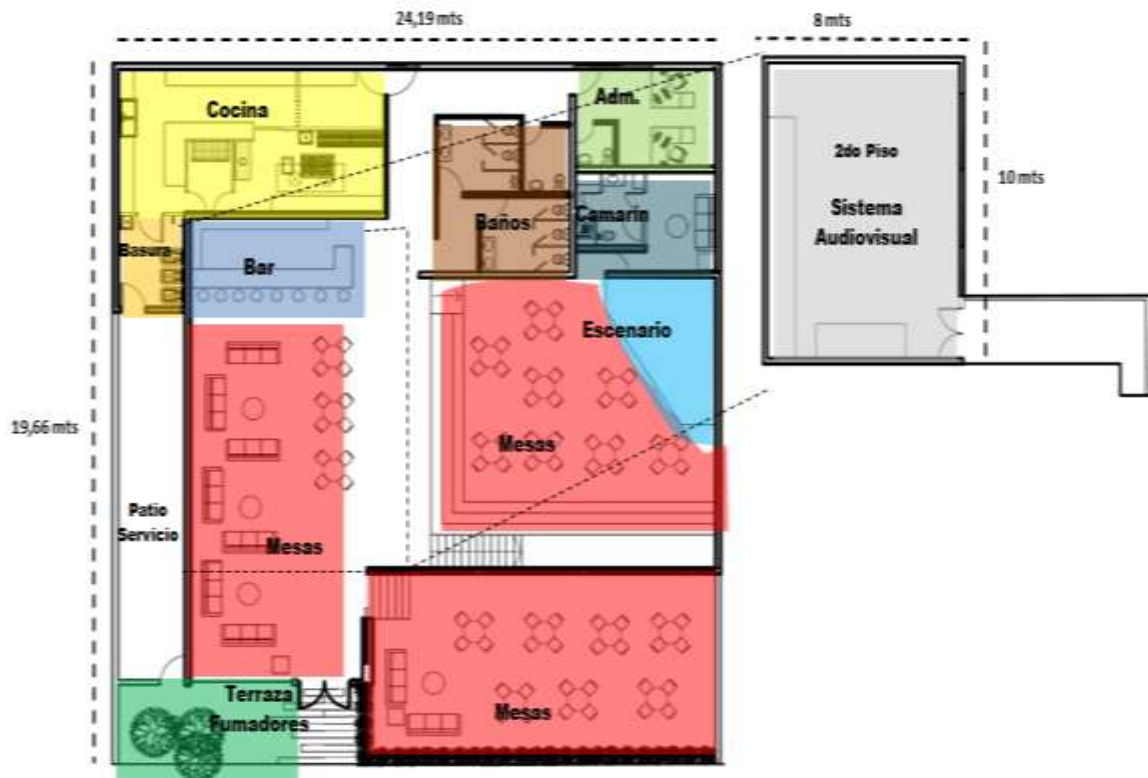 24,19 mts
8 mts
Cocina
Adm.
2do Piso
10 mts
Sistema
Audiovisual
Baños
Camarín
Basura
Bar
Escenario
19,66 mts
Mesas
Patio
Servicio
Mesas
Terraza
Fumadores
Mesas